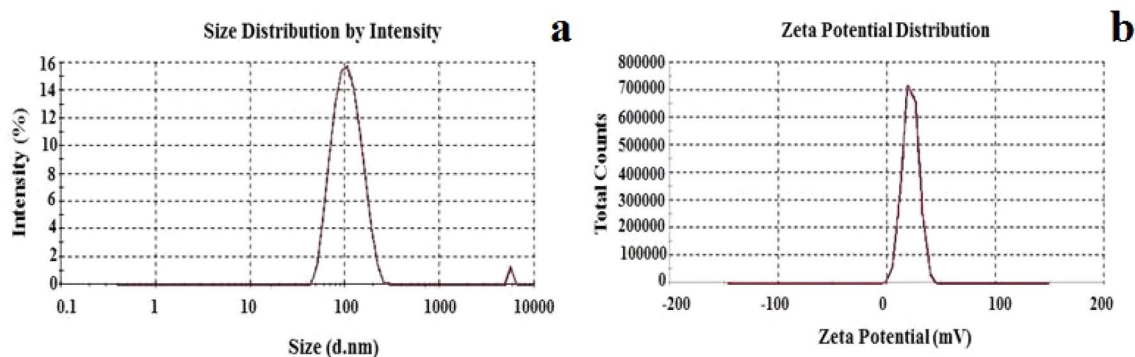 Size Distribution by Intensity
a
Intensity (%)
16
14
12
10
8
6
4
2
0
0.1 1 10 100 1000 10000
Size (d.nm)
Zeta Potential Distribution
b
Total Counts
800000
700000
600000
500000
400000
300000
200000
100000
0
-200 -100 0 100 200
Zeta Potential (mV)